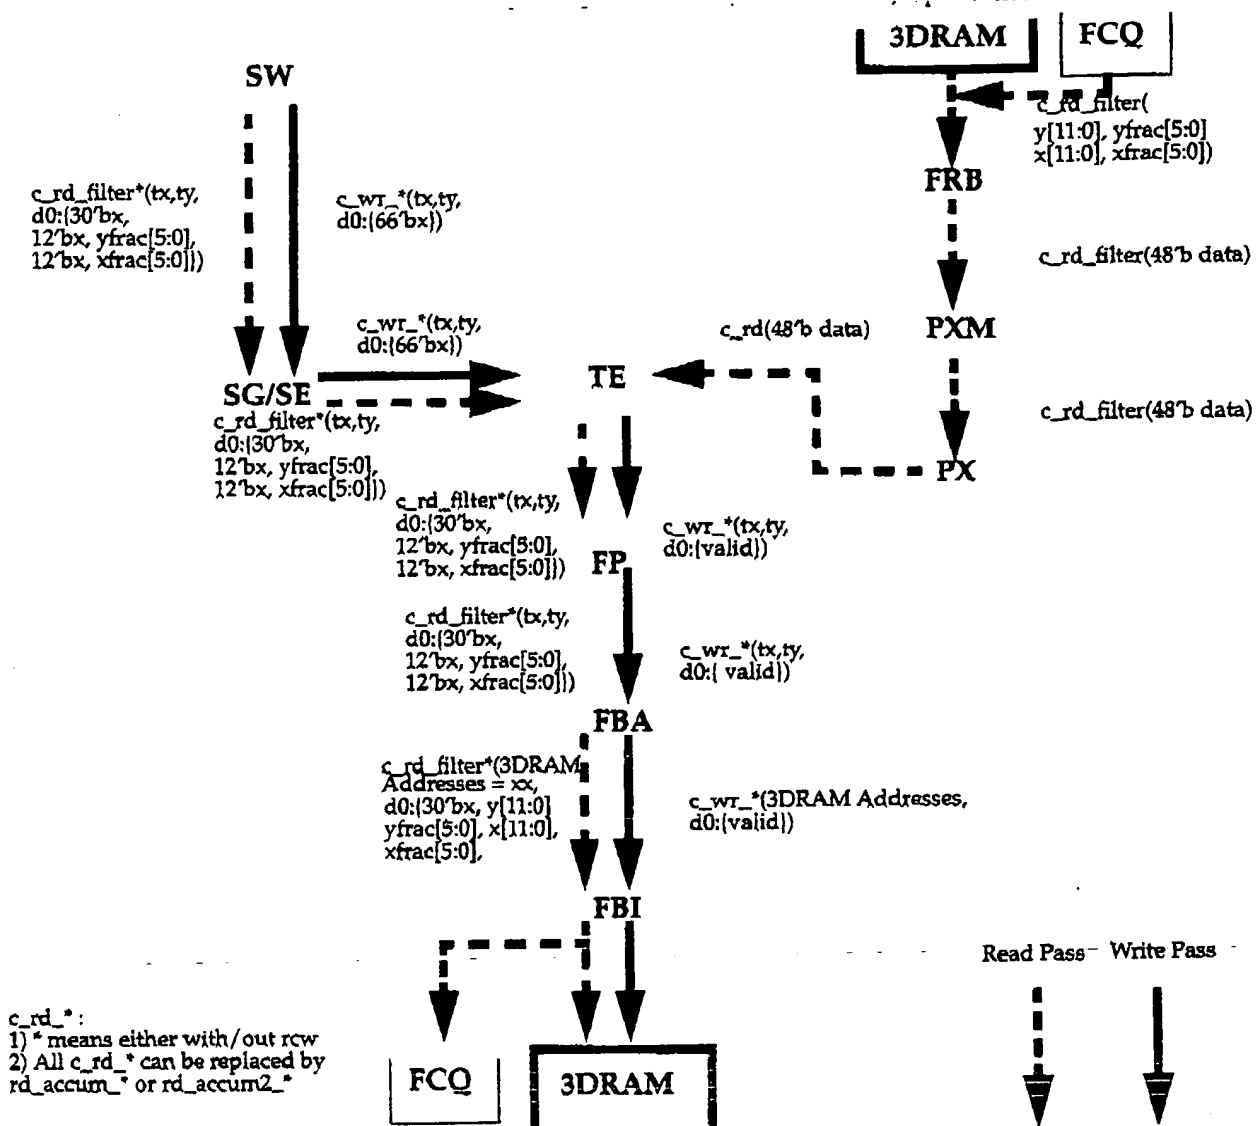 3DRAM
FCQ
SW
c_rd_filter(
y[11:0], yfrac[5:0]
x[11:0], xfrac[5:0])
FRB
c_rd_filter*(tx,ty,
d0:{30'bx,
12'bx, yfrac[5:0],
12'bx, xfrac[5:0]})
c_wr_*(tx,ty,
d0:{66'bx})
c_rd_filter(48'b data)
c_wr_*(tx,ty,
d0:{66'bx})
c_rd(48'b data)
PXM
SG/SE
TE
c_rd_filter*(tx,ty,
d0:{30'bx,
12'bx, yfrac[5:0],
12'bx, xfrac[5:0]})
c_rd_filter(48'b data)
PX
c_rd_filter*(tx,ty,
d0:{30'bx,
12'bx, yfrac[5:0],
12'bx, xfrac[5:0]})
FP
c_wr_*(tx,ty,
d0:{valid})
c_rd_filter*(tx,ty,
d0:{30'bx,
12'bx, yfrac[5:0],
12'bx, xfrac[5:0]})
c_wr_*(tx,ty,
d0:{ valid})
FBA
c_rd_filter*(3DRAM
Addresses = xx,
d0:{30'bx, y[11:0]
yfrac[5:0], x[11:0],
xfrac[5:0],
c_wr_*(3DRAM Addresses,
d0:{valid})
FBI
Read Pass
Write Pass
c_rd_* :
1) * means either with/out rcw
2) All c_rd_* can be replaced by
rd_accum_* or rd_accum2_*
FCQ
3DRAM